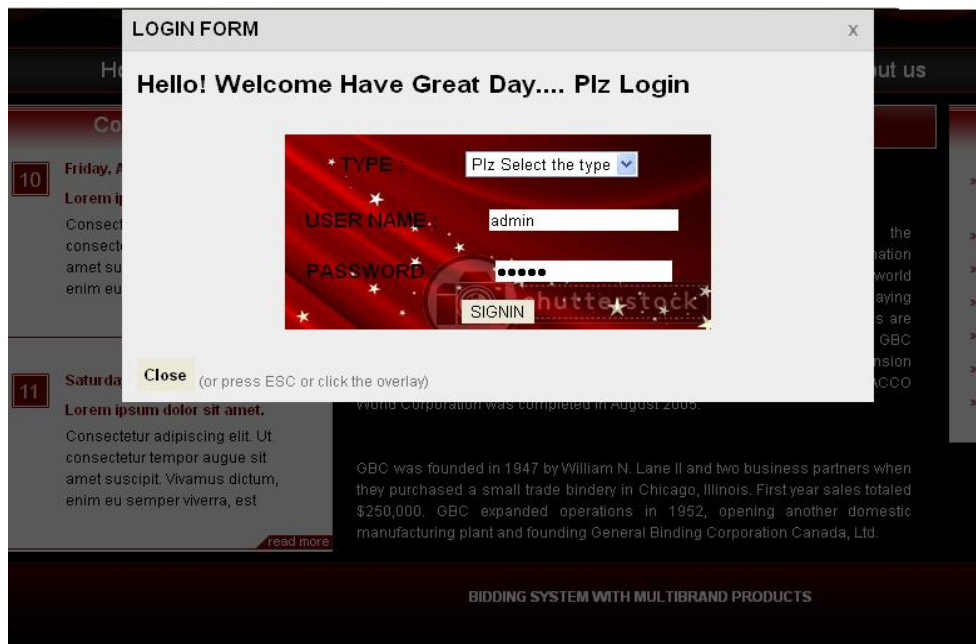 LOGIN FORM
X
Ho
out us
Hello! Welcome Have Great Day.... Plz Login
Co
TYPE :
Plz Select the type
10
Friday, A
Lorem ip
USER NAME :
admin
Consect
the
consecte
ation
amet su
PASSWORD :
●●●●●
world
enim eu
aying
shutterstock
SIGNIN
s are
GBC
nsion
Close (or press ESC or click the overlay)
11
Saturda
ACCO
Lorem ipsum dolor sit amet.
World Corporation was completed in August 2005.
Consectetur adipiscing elit. Ut
consectetur tempor augue sit
amet suscipit. Vivamus dictum,
enim eu semper viverra, est
read more
GBC was founded in 1947 by William N. Lane II and two business partners when
they purchased a small trade bindery in Chicago, Illinois. First year sales totaled
$250,000. GBC expanded operations in 1952, opening another domestic
manufacturing plant and founding General Binding Corporation Canada, Ltd.
BIDDING SYSTEM WITH MULTIBRAND PRODUCTS